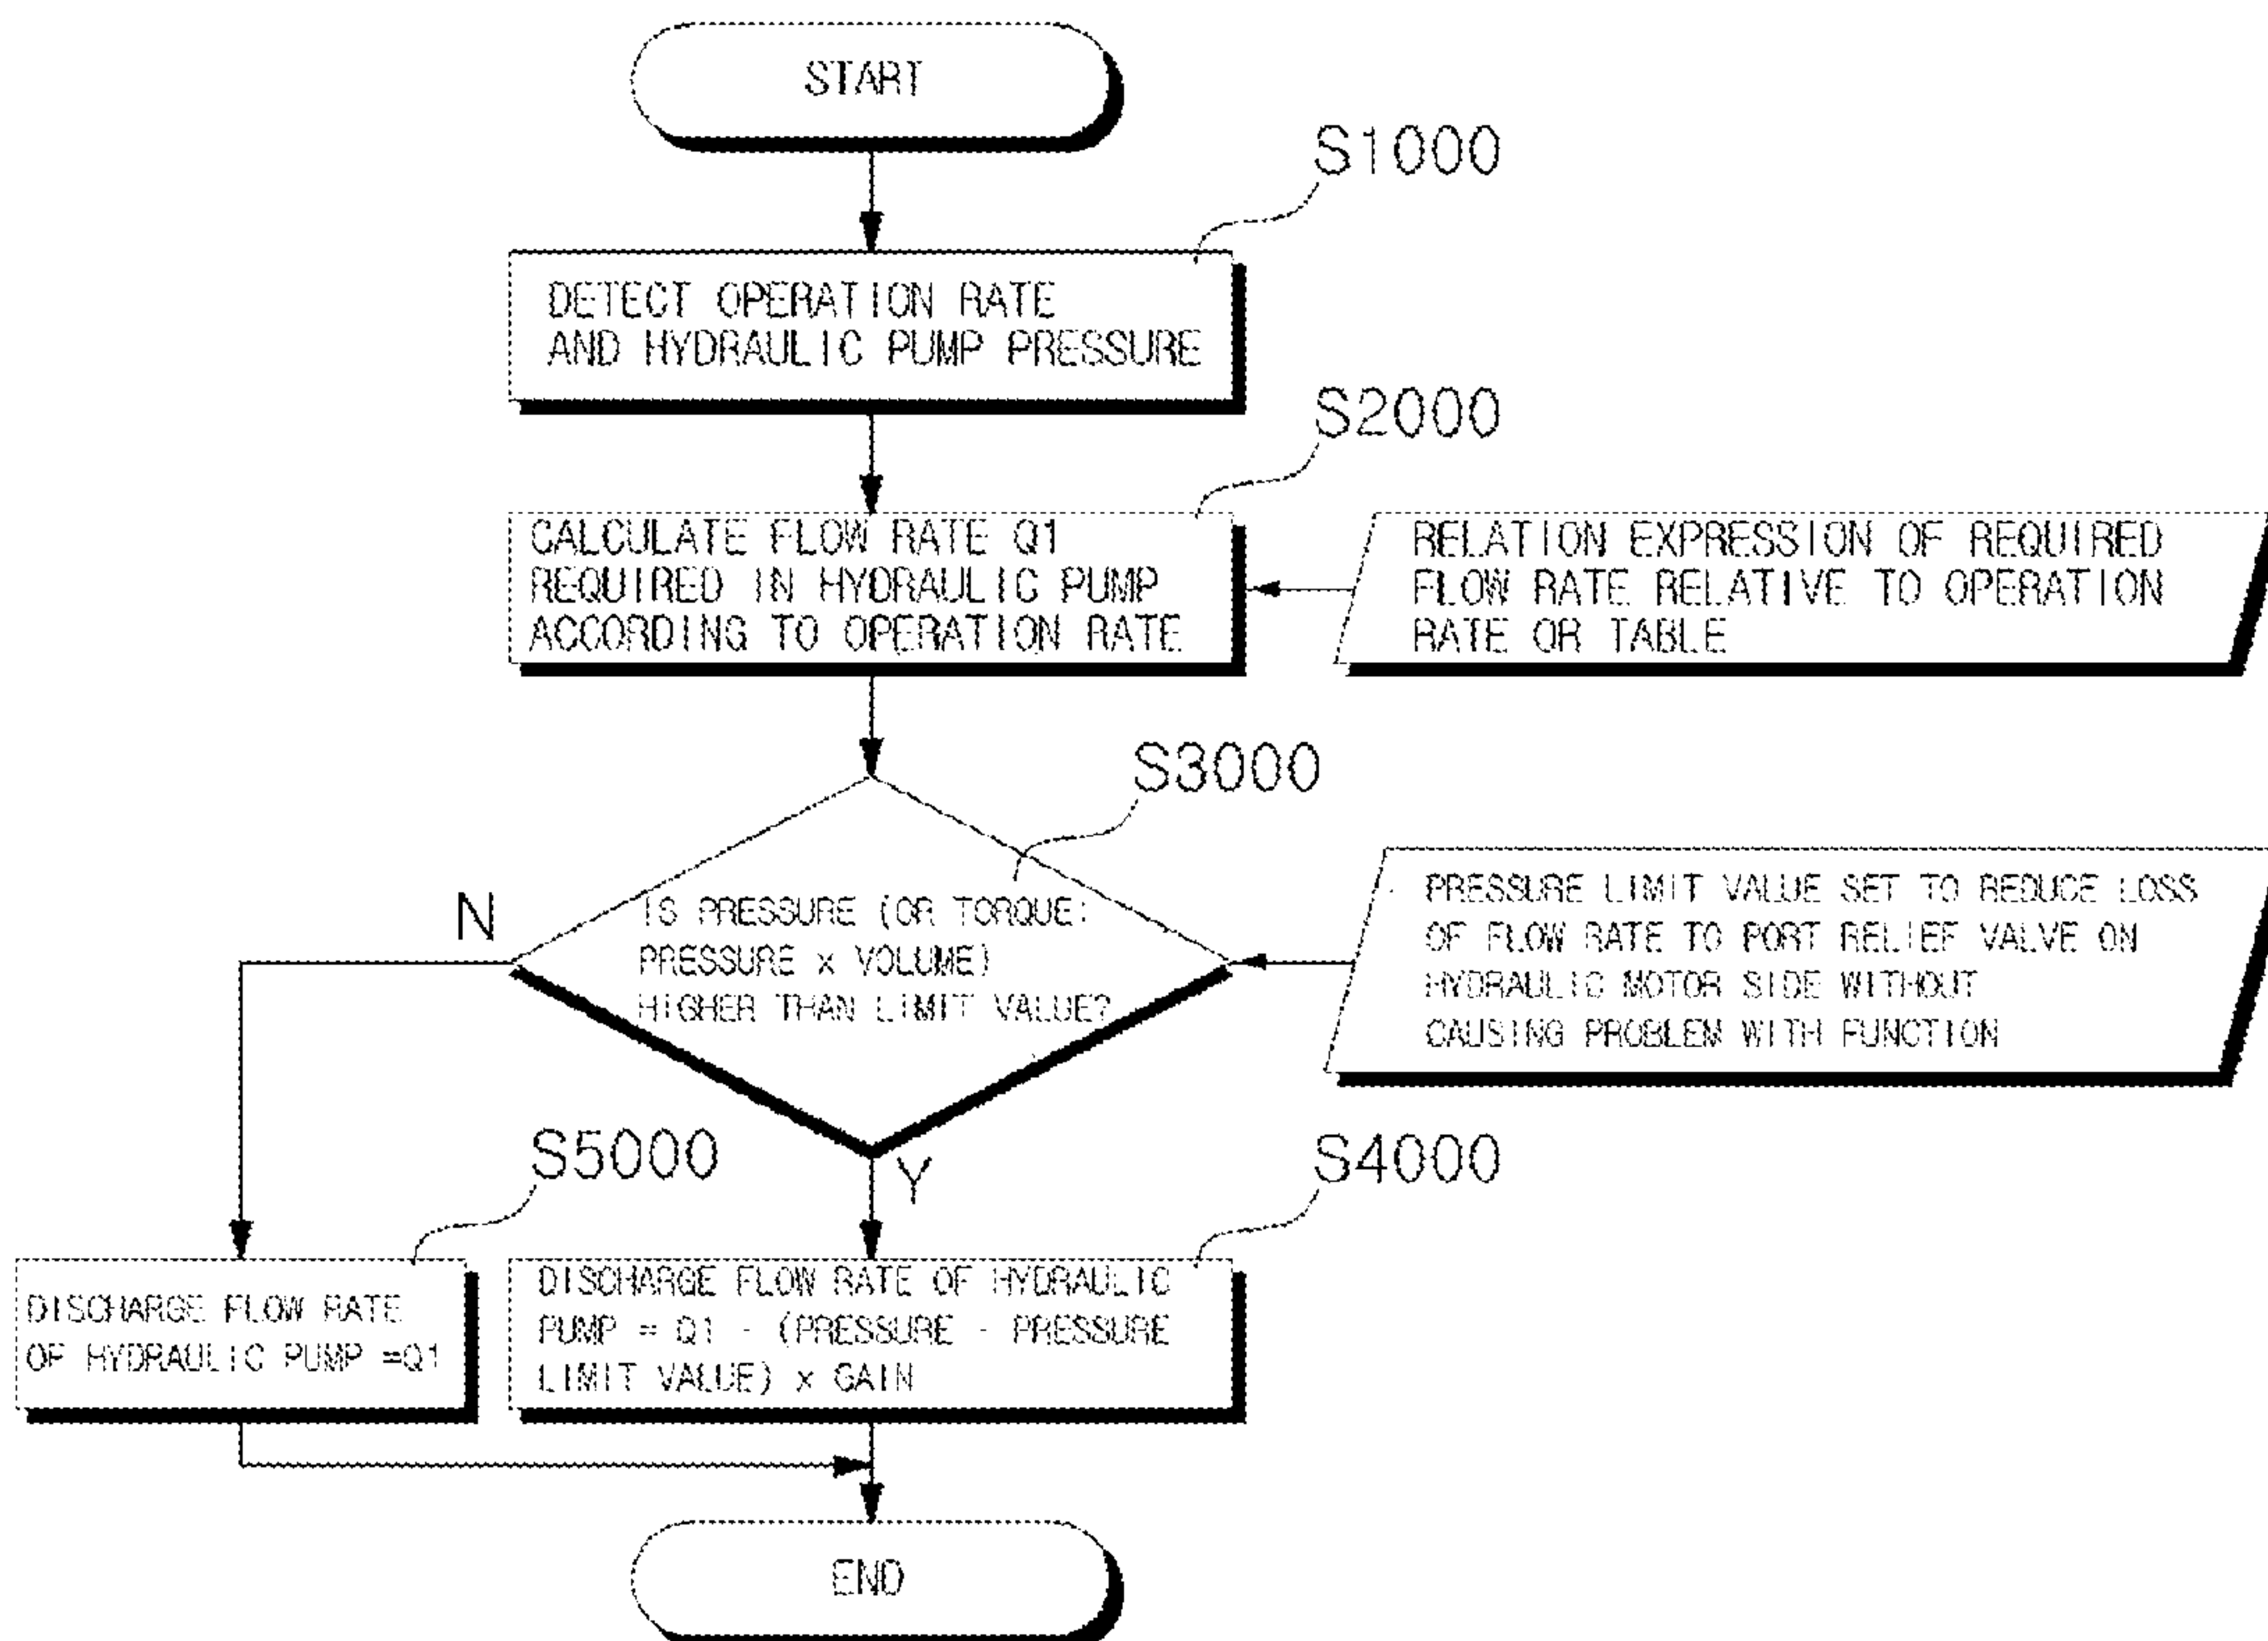 START
S1000
DETECT OPERATION RATE
AND HYDRAULIC PUMP PRESSURE
S2000
CALCULATE FLOW RATE Q1
REQUIRED IN HYDRAULIC PUMP
ACCORDING TO OPERATION RATE
RELATION EXPRESSION OF REQUIRED
FLOW RATE RELATIVE TO OPERATION
RATE OR TABLE
S3000
N
IS PRESSURE (OR TORQUE:
PRESSURE x VOLUME)
HIGHER THAN LIMIT VALUE?
PRESSURE LIMIT VALUE SET TO REDUCE LOSS
OF FLOW RATE TO PORT RELIEF VALVE ON
HYDRAULIC MOTOR SIDE WITHOUT
CAUSING PROBLEM WITH FUNCTION
Y
S5000
DISCHARGE FLOW RATE
OF HYDRAULIC PUMP =Q1
S4000
DISCHARGE FLOW RATE OF HYDRAULIC
PUMP = Q1 - (PRESSURE - PRESSURE
LIMIT VALUE) x GAIN
END